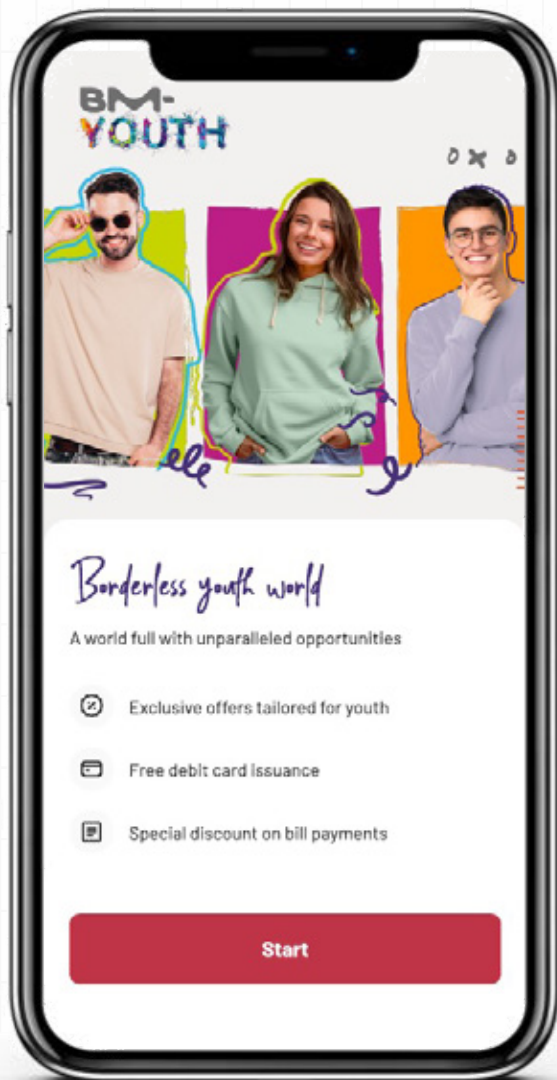 BM-
YOUTH
Borderless youth world
A world full with unparalleled opportunities
Exclusive offers tailored for youth
Free debit card issuance
Special discount on bill payments
Start